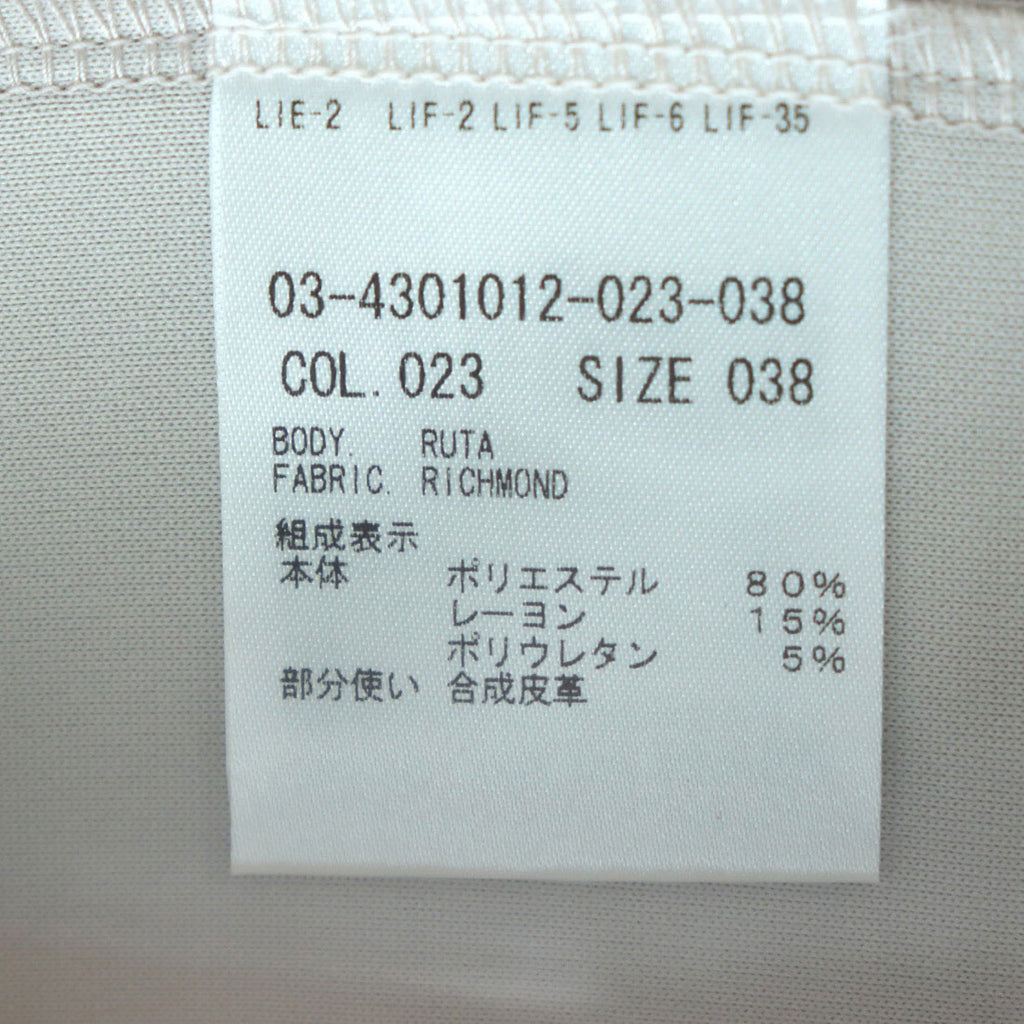 LIE-2 LIF-2 LIF-5 LIF-6 LIF-35
03-4301012-023-038
COL. 023 SIZE 038
BODY. RUTA
FABRIC. RICHMOND
組成表示
本体 ポリエステル 80%
レーヨン 15%
ポリウレタン 5%
部分使い 合成皮革